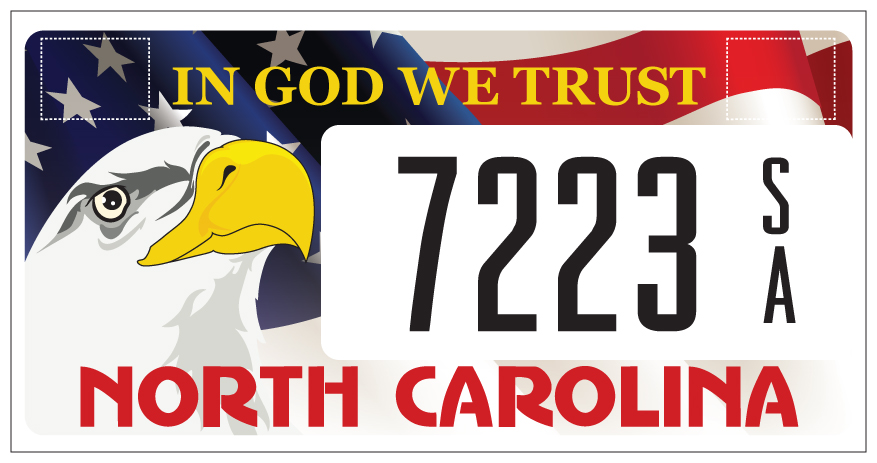 IN GOD WE TRUST
7223
S
A
NORTH CAROLINA